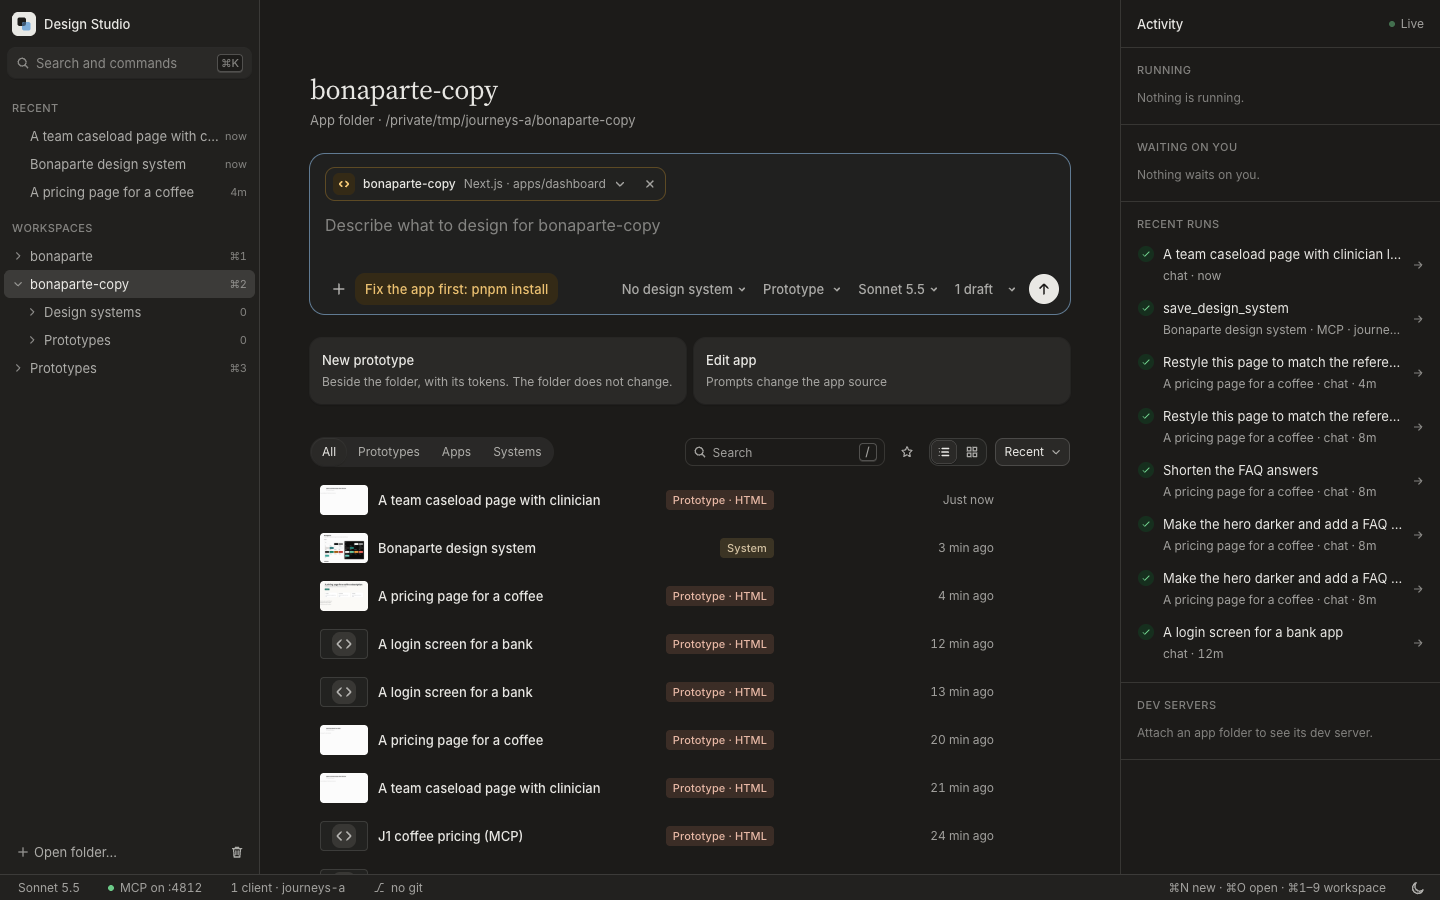 Design Studio
Search and commands ⌘K
RECENT
A team caseload page with c... now
Bonaparte design system now
A pricing page for a coffee 4m
WORKSPACES
bonaparte ⌘1
bonaparte-copy ⌘2
Design systems 0
Prototypes 0
Prototypes ⌘3
Open folder...
bonaparte-copy
App folder · /private/tmp/journeys-a/bonaparte-copy
bonaparte-copy Next.js · apps/dashboard
Describe what to design for bonaparte-copy
Fix the app first: pnpm install No design system Prototype Sonnet 5.5 1 draft
New prototype
Beside the folder, with its tokens. The folder does not change.
Edit app
Prompts change the app source
All Prototypes Apps Systems Search / Recent
A team caseload page with clinician Prototype · HTML Just now
Bonaparte design system System 3 min ago
A pricing page for a coffee Prototype · HTML 4 min ago
A login screen for a bank Prototype · HTML 12 min ago
A login screen for a bank Prototype · HTML 13 min ago
A pricing page for a coffee Prototype · HTML 20 min ago
A team caseload page with clinician Prototype · HTML 21 min ago
J1 coffee pricing (MCP) Prototype · HTML 24 min ago
Activity Live
RUNNING
Nothing is running.
WAITING ON YOU
Nothing waits on you.
RECENT RUNS
A team caseload page with clinician l...
chat · now
save_design_system
Bonaparte design system · MCP · journe...
Restyle this page to match the refere...
A pricing page for a coffee · chat · 4m
Restyle this page to match the refere...
A pricing page for a coffee · chat · 8m
Shorten the FAQ answers
A pricing page for a coffee · chat · 8m
Make the hero darker and add a FAQ ...
A pricing page for a coffee · chat · 8m
Make the hero darker and add a FAQ ...
A pricing page for a coffee · chat · 8m
A login screen for a bank app
chat · 12m
DEV SERVERS
Attach an app folder to see its dev server.
Sonnet 5.5 MCP on :4812 1 client · journeys-a no git ⌘N new · ⌘O open · ⌘1–9 workspace